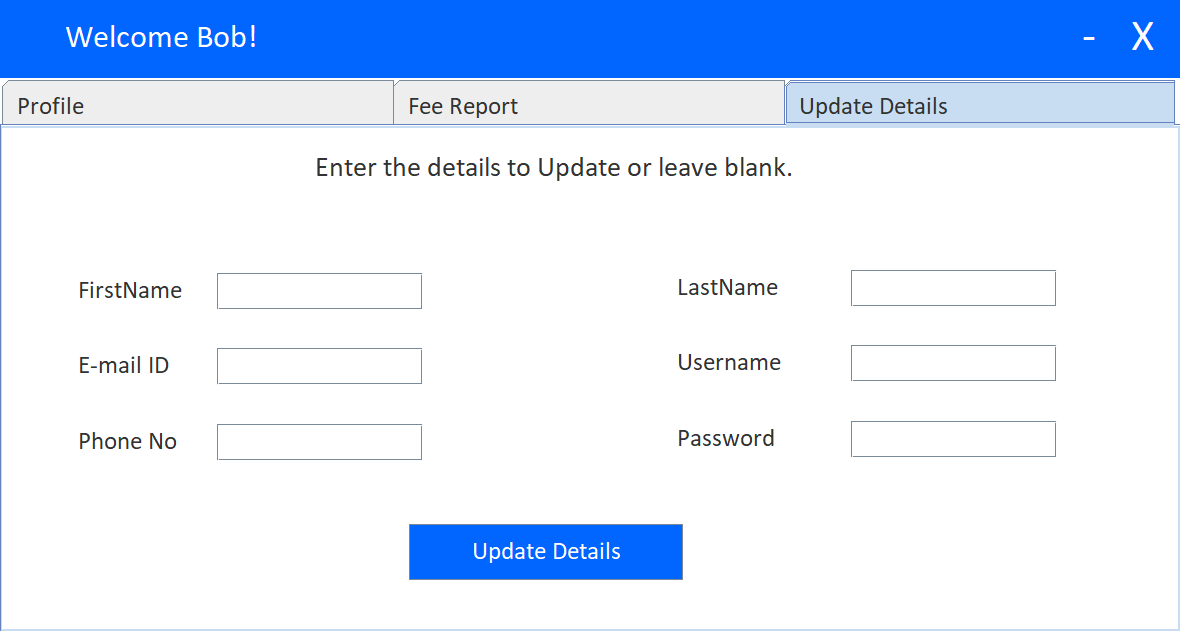 Welcome Bob! - X
Profile Fee Report Update Details
Enter the details to Update or leave blank.
FirstName LastName
E-mail ID Username
Phone No Password
Update Details